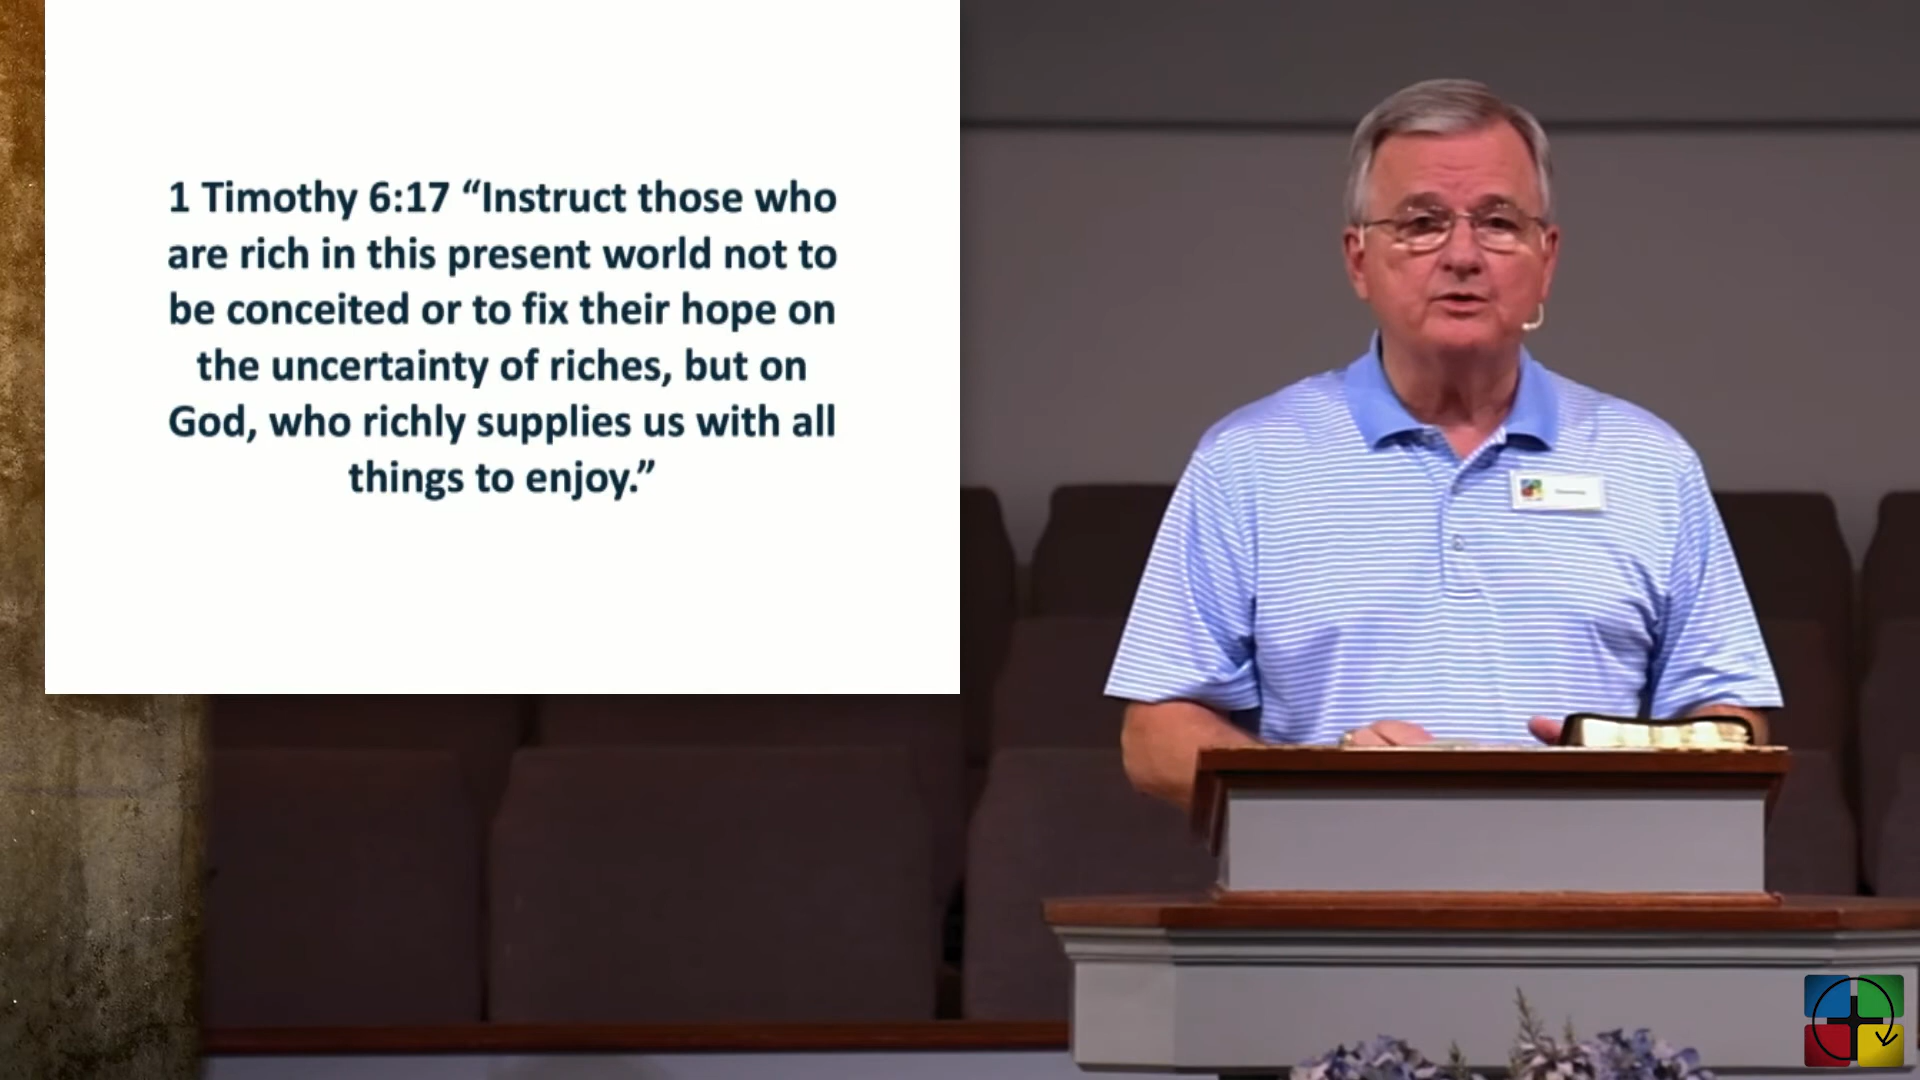 1 Timothy 6:17 “Instruct those who
are rich in this present world not to
be conceited or to fix their hope on
the uncertainty of riches, but on
God, who richly supplies us with all
things to enjoy.”